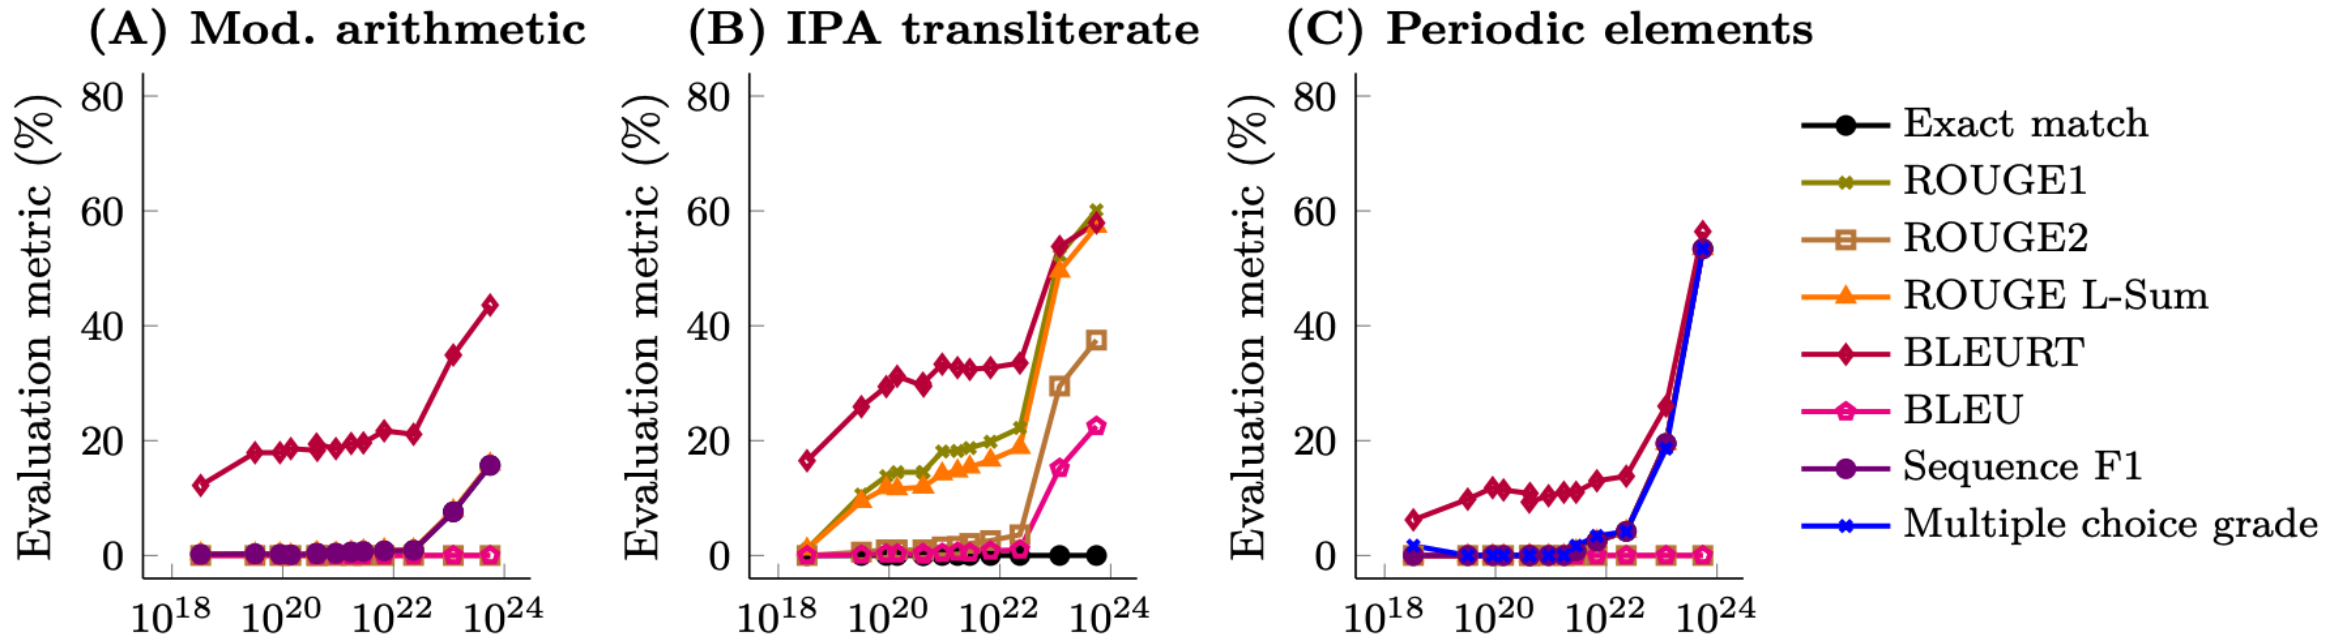 (A) Mod. arithmetic
Evaluation metric (%)
80
60
40
20
0
10^18 10^20 10^22 10^24
(B) IPA transliterate
Evaluation metric (%)
80
60
40
20
0
10^18 10^20 10^22 10^24
(C) Periodic elements
Evaluation metric (%)
80
60
40
20
0
10^18 10^20 10^22 10^24
Exact match
ROUGE1
ROUGE2
ROUGE L-Sum
BLEURT
BLEU
Sequence F1
Multiple choice grade